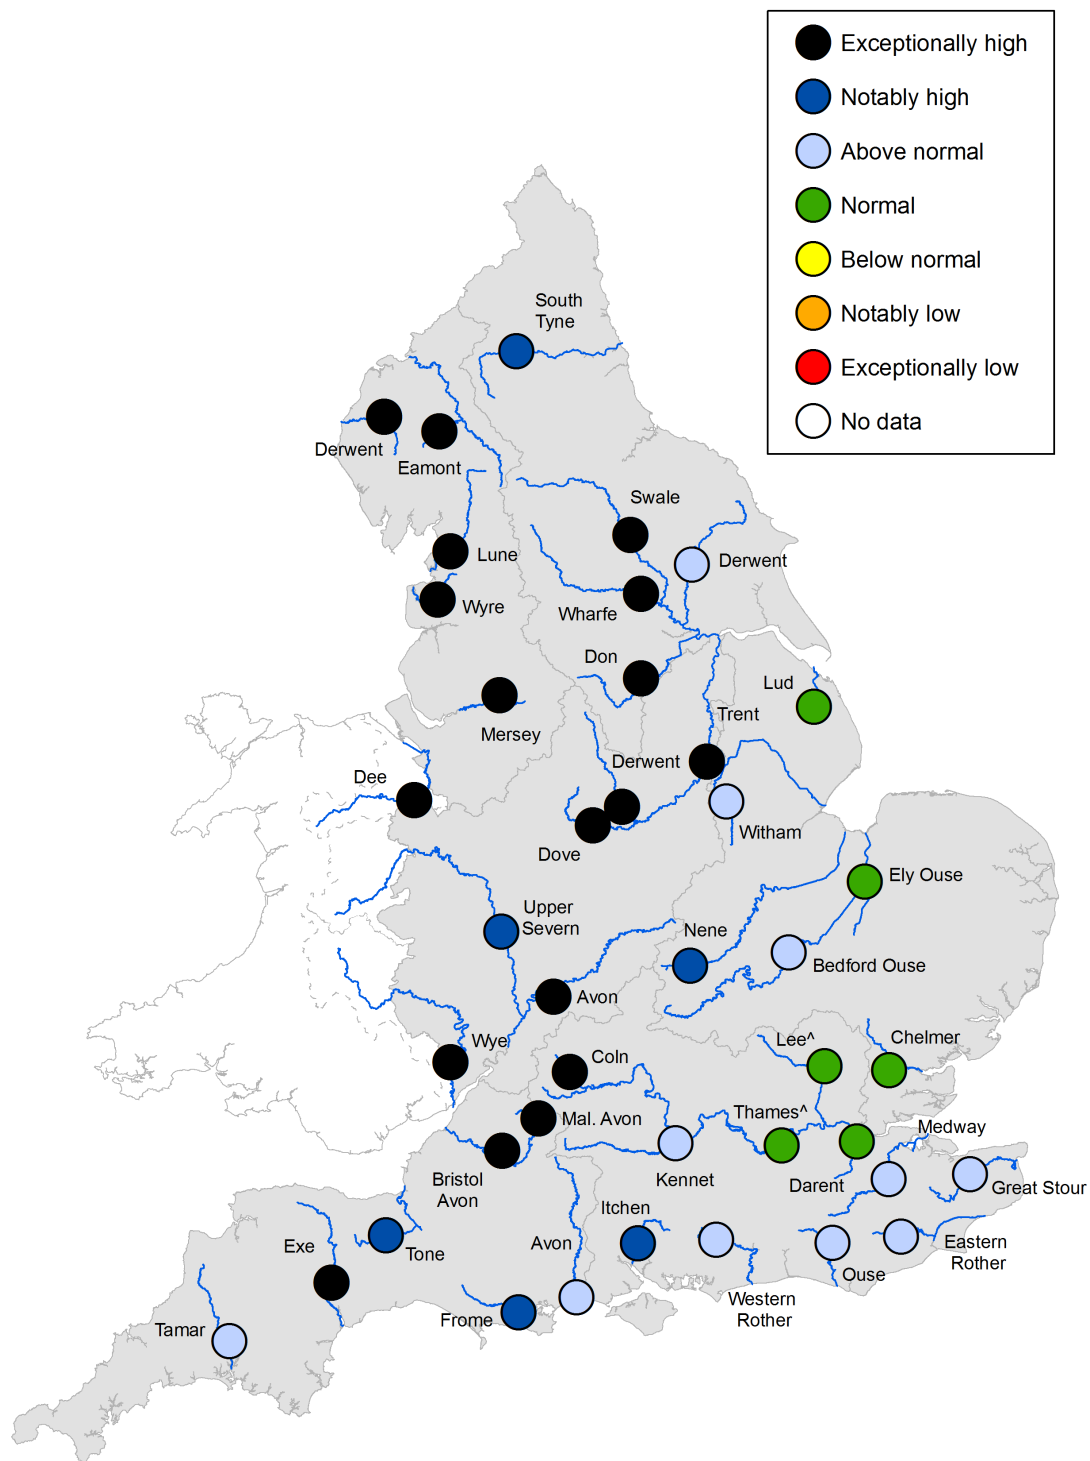 Exceptionally high
Notably high
Above normal
Normal
Below normal
Notably low
Exceptionally low
No data
South
Tyne
Derwent
Eamont
Swale
Lune
Derwent
Wyre
Wharfe
Don
Lud
Trent
Mersey
Derwent
Dee
Witham
Dove
Ely Ouse
Upper
Severn
Nene
Bedford Ouse
Avon
Wye
Coln
Lee^
Chelmer
Mal. Avon
Thames^
Medway
Bristol
Avon
Kennet
Darent
Great Stour
Itchen
Exe
Tone
Avon
Eastern
Rother
Ouse
Western
Rother
Frome
Tamar